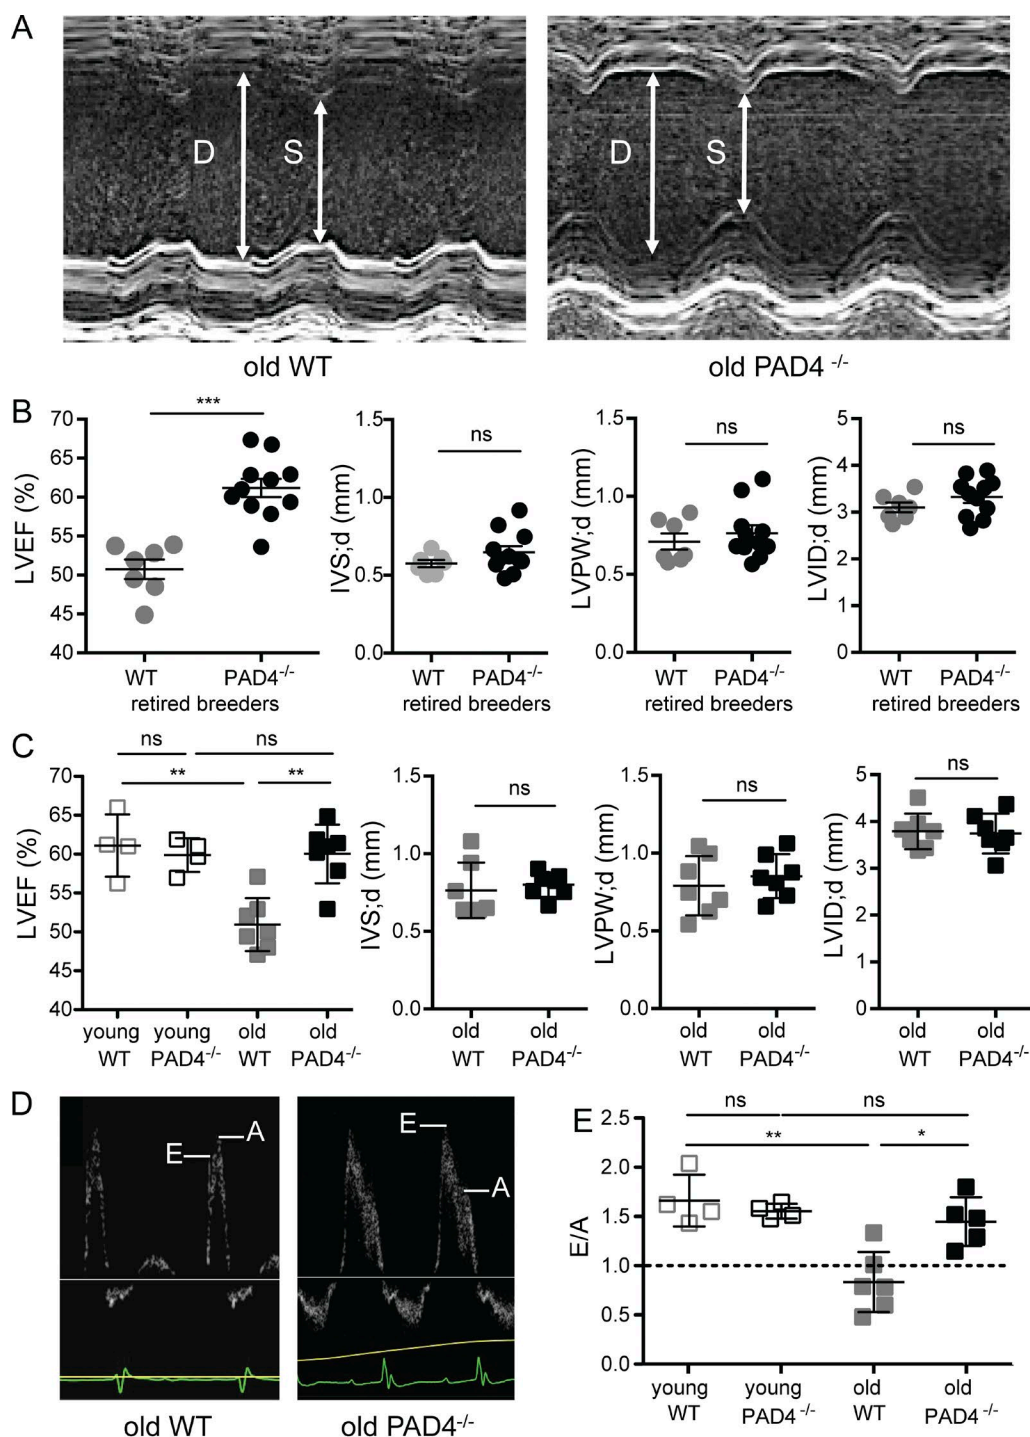 A
D
S
D
S
old WT
old PAD4 -/-
B
***
ns
ns
ns
LVEF (%)
70
65
60
55
50
45
40
IVS;d (mm)
1.5
1.0
0.5
0.0
LVPW;d (mm)
1.5
1.0
0.5
0.0
LVID;d (mm)
5
4
3
2
1
0
WT PAD4-/-
retired breeders
WT PAD4-/-
retired breeders
WT PAD4-/-
retired breeders
WT PAD4-/-
retired breeders
C
ns
ns
**
**
ns
ns
ns
LVEF (%)
70
65
60
55
50
45
40
IVS;d (mm)
1.5
1.0
0.5
0.0
LVPW;d (mm)
1.5
1.0
0.5
0.0
LVID;d (mm)
5
4
3
2
1
0
young young old old
WT PAD4-/- WT PAD4-/-
old old
WT PAD4-/-
old old
WT PAD4-/-
old old
WT PAD4-/-
D
E
A
E
A
old WT
old PAD4-/-
E
ns
ns
**
*
E/A
2.5
2.0
1.5
1.0
0.5
0.0
young young old old
WT PAD4 -/- WT PAD4 -/-